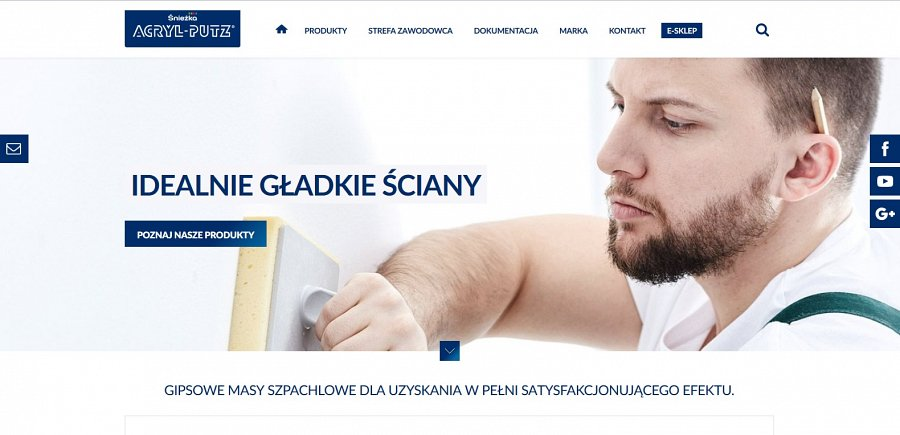 Śnieżka
ACRYL-PUTZ®
PRODUKTY STREFA ZAWODOWCA DOKUMENTACJA MARKA KONTAKT E-SKLEP
IDEALNIE GŁADKIE ŚCIANY
POZNAJ NASZE PRODUKTY
G+
GIPSOWE MASY SZPACHLOWE DLA UZYSKANIA W PEŁNI SATYSFAKCJONUJĄCEGO EFEKTU.